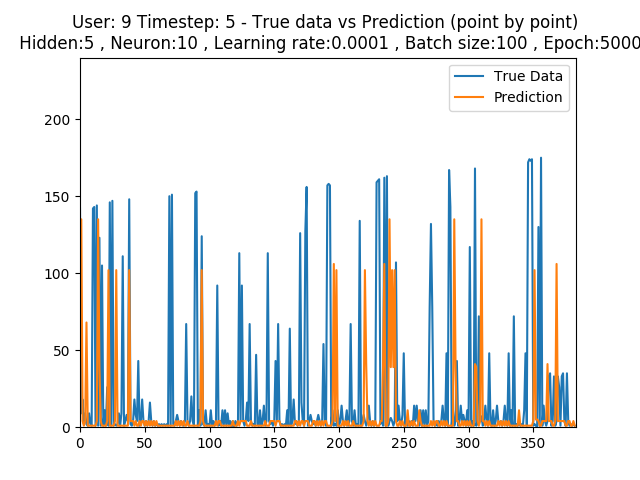 User: 9 Timestep: 5 - True data vs Prediction (point by point)
Hidden:5 , Neuron:10 , Learning rate:0.0001 , Batch size:100 , Epoch:5000
True Data
Prediction
200
150
100
50
0
0 50 100 150 200 250 300 350